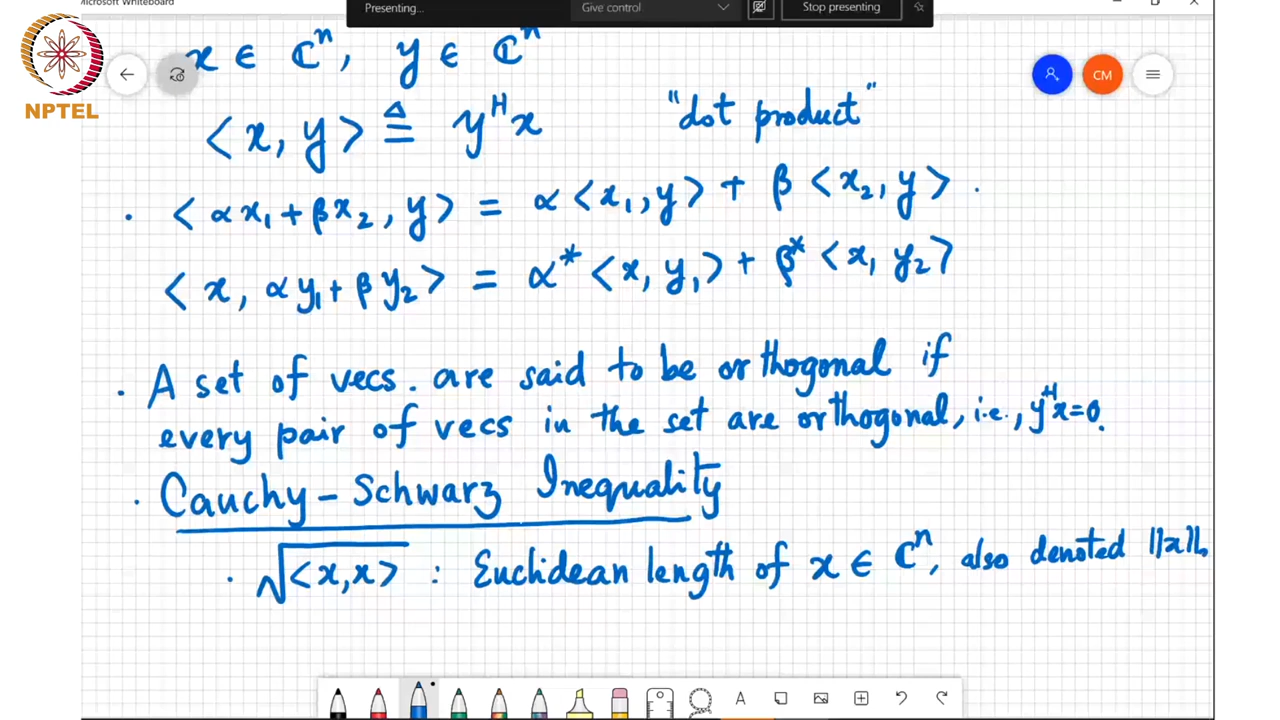 Microsoft Whiteboard
Presenting...
Give control
Stop presenting
x ∈ ℂⁿ, y ∈ ℂⁿ
NPTEL
CM
<x, y> ≜ yᴴx "dot product"
. <αx₁ + βx₂, y> = α<x₁, y> + β <x₂, y> .
<x, αy₁ + βy₂> = α* <x, y₁> + β* <x, y₂>
. A set of vecs. are said to be orthogonal if
every pair of vecs in the set are orthogonal, i.e., yᴴx=0.
. Cauchy-Schwarz Inequality
. √<x,x> : Euclidean length of x ∈ ℂⁿ, also denoted ||x||₂
A